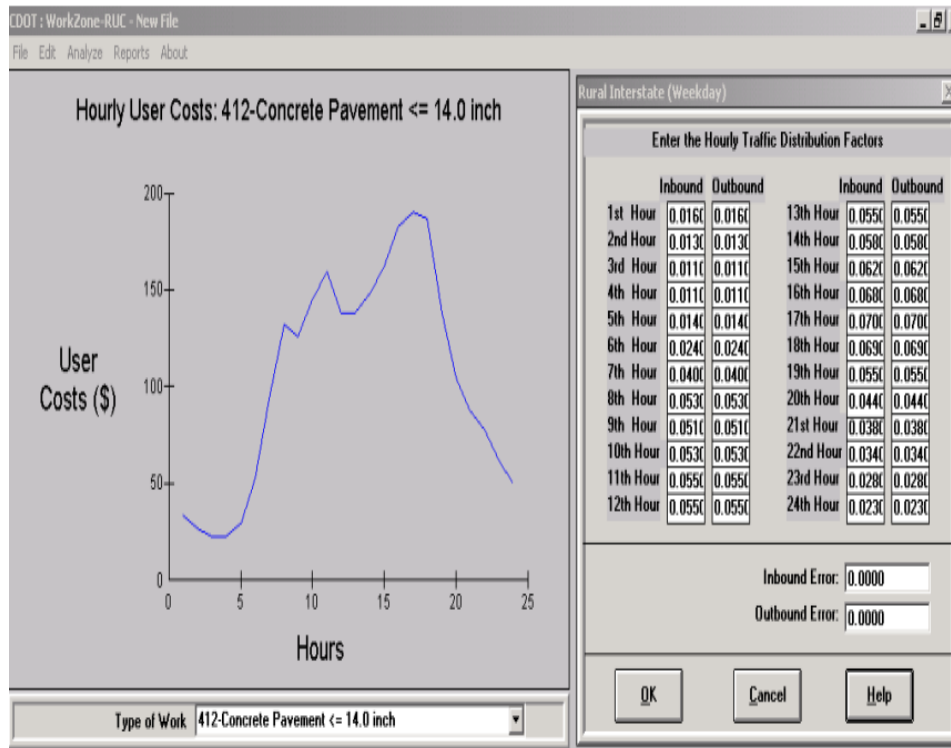 CDOT : WorkZone-RUC - New File
File Edit Analyze Reports About
Hourly User Costs: 412-Concrete Pavement <= 14.0 inch
200
150
User
Costs ($)
100
50
0
0 5 10 15 20 25
Hours
Type of Work 412-Concrete Pavement <= 14.0 inch
Rural Interstate (Weekday)
Enter the Hourly Traffic Distribution Factors
Inbound Outbound Inbound Outbound
1st Hour 0.0160 0.0160 13th Hour 0.0550 0.0550
2nd Hour 0.0130 0.0130 14th Hour 0.0580 0.0580
3rd Hour 0.0110 0.0110 15th Hour 0.0620 0.0620
4th Hour 0.0110 0.0110 16th Hour 0.0680 0.0680
5th Hour 0.0140 0.0140 17th Hour 0.0700 0.0700
6th Hour 0.0240 0.0240 18th Hour 0.0690 0.0690
7th Hour 0.0400 0.0400 19th Hour 0.0550 0.0550
8th Hour 0.0530 0.0530 20th Hour 0.0440 0.0440
9th Hour 0.0510 0.0510 21st Hour 0.0380 0.0380
10th Hour 0.0530 0.0530 22nd Hour 0.0340 0.0340
11th Hour 0.0550 0.0550 23rd Hour 0.0280 0.0280
12th Hour 0.0550 0.0550 24th Hour 0.0230 0.0230
Inbound Error: 0.0000
Outbound Error: 0.0000
OK Cancel Help